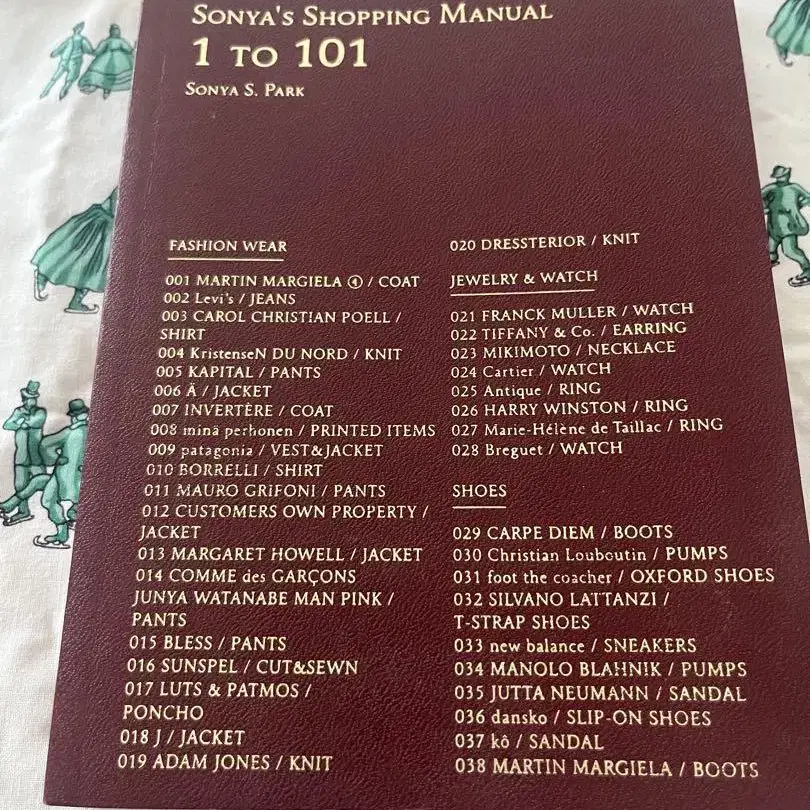 SONYA'S SHOPPING MANUAL
1 TO 101
SONYA S. PARK
FASHION WEAR
001 MARTIN MARGIELA ④ / COAT
002 Levi's / JEANS
003 CAROL CHRISTIAN POELL /
SHIRT
004 KristenseN DU NORD / KNIT
005 KAPITAL / PANTS
006 Ä / JACKET
007 INVERTÈRE / COAT
008 minä perhonen / PRINTED ITEMS
009 patagonia / VEST&JACKET
010 BORRELLI / SHIRT
011 MAURO GRIFONI / PANTS
012 CUSTOMERS OWN PROPERTY /
JACKET
013 MARGARET HOWELL / JACKET
014 COMME des GARÇONS
JUNYA WATANABE MAN PINK /
PANTS
015 BLESS / PANTS
016 SUNSPEL / CUT&SEWN
017 LUTS & PATMOS /
PONCHO
018 J / JACKET
019 ADAM JONES / KNIT
020 DRESSTERIOR / KNIT
JEWELRY & WATCH
021 FRANCK MULLER / WATCH
022 TIFFANY & Co. / EARRING
023 MIKIMOTO / NECKLACE
024 Cartier / WATCH
025 Antique / RING
026 HARRY WINSTON / RING
027 Marie-Hélène de Taillac / RING
028 Breguet / WATCH
SHOES
029 CARPE DIEM / BOOTS
030 Christian Louboutin / PUMPS
031 foot the coacher / OXFORD SHOES
032 SILVANO LATTANZI /
T-STRAP SHOES
033 new balance / SNEAKERS
034 MANOLO BLAHNIK / PUMPS
035 JUTTA NEUMANN / SANDAL
036 dansko / SLIP-ON SHOES
037 kô / SANDAL
038 MARTIN MARGIELA / BOOTS